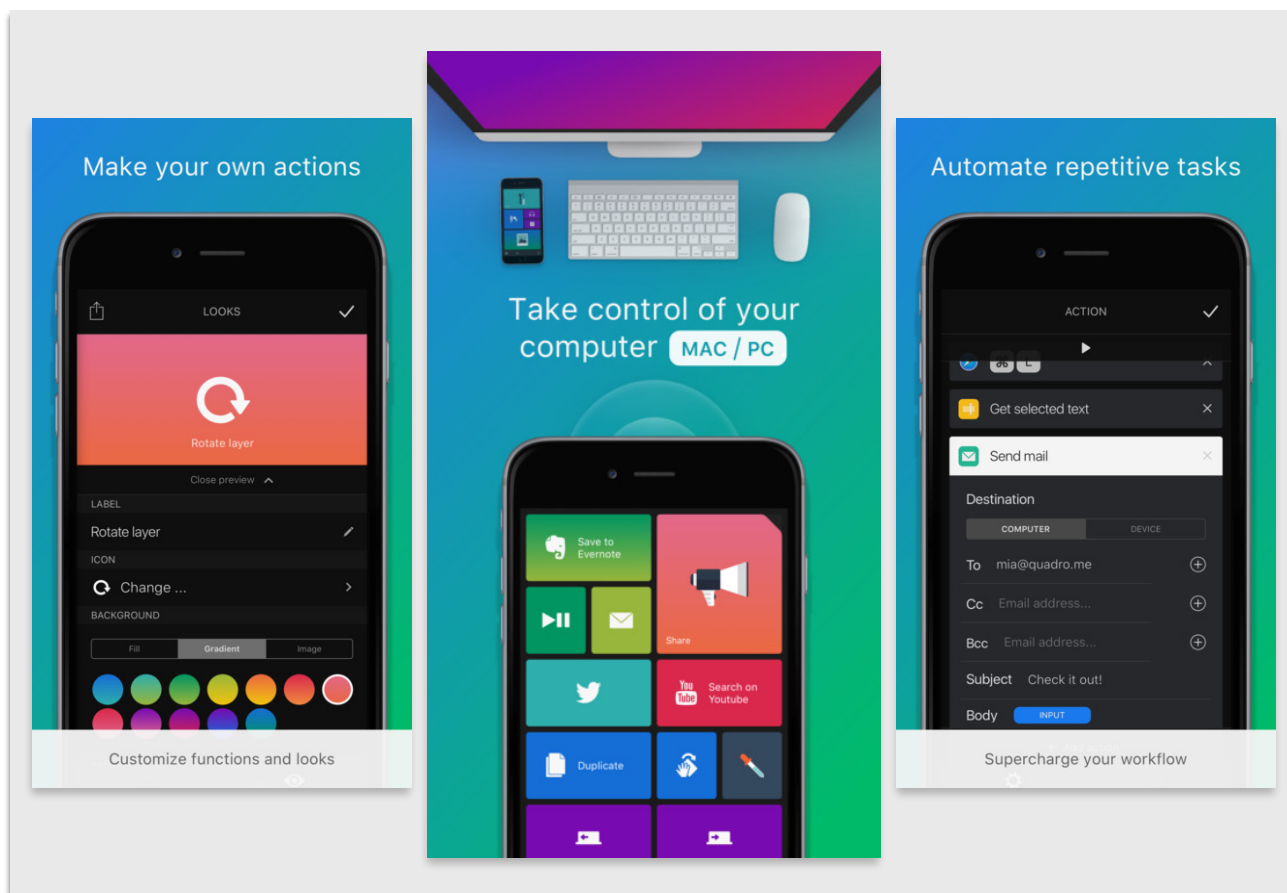 Make your own actions
LOOKS
Rotate layer
Close preview
LABEL
Rotate layer
ICON
Change ...
BACKGROUND
Fill
Gradient
Image
Customize functions and looks
Take control of your
computer MAC / PC
Save to
Evernote
Share
You
Tube
Search on
Youtube
Duplicate
Automate repetitive tasks
ACTION
⌘ L
Get selected text
Send mail
Destination
COMPUTER
DEVICE
To mia@quadro.me
Cc Email address...
Bcc Email address...
Subject Check it out!
Body INPUT
Supercharge your workflow